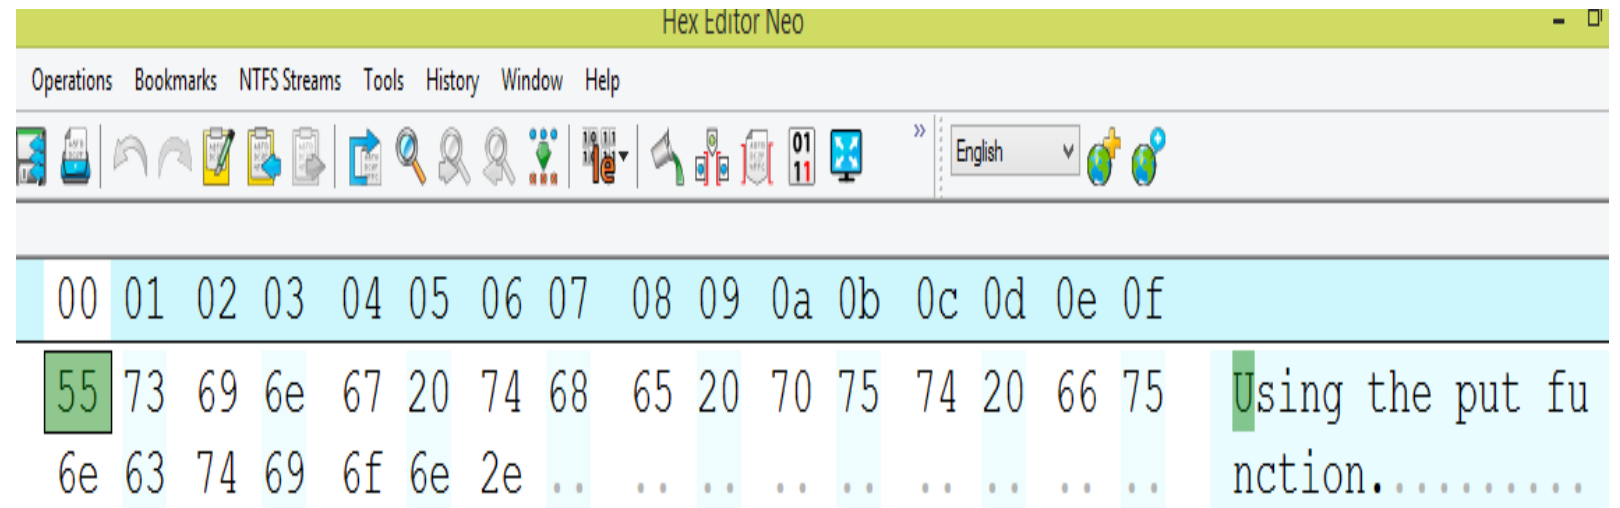 Hex Editor Neo
Operations Bookmarks NTFS Streams Tools History Window Help
» English
00 01 02 03 04 05 06 07 08 09 0a 0b 0c 0d 0e 0f
55 73 69 6e 67 20 74 68 65 20 70 75 74 20 66 75 Using the put fu
6e 63 74 69 6f 6e 2e .. .. .. .. .. .. .. .. .. nction..........